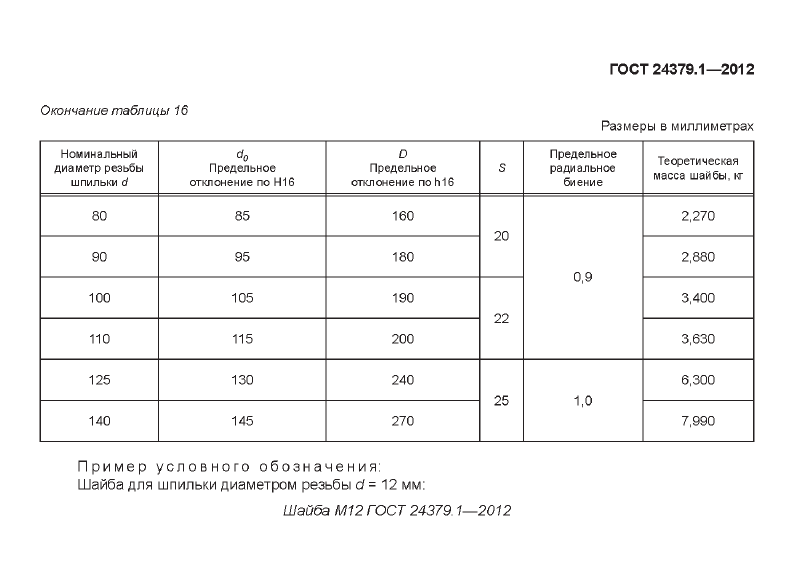 ГОСТ 24379.1—2012
Окончание таблицы 16
Размеры в миллиметрах
Номинальный диаметр резьбы шпильки d | d0 Предельное отклонение по H16 | D Предельное отклонение по h16 | S | Предельное радиальное биение | Теоретическая масса шайбы, кг
80 | 85 | 160 | 20 | 0,9 | 2,270
90 | 95 | 180 | 2,880
100 | 105 | 190 | 22 | 3,400
110 | 115 | 200 | 3,630
125 | 130 | 240 | 25 | 1,0 | 6,300
140 | 145 | 270 | 7,990
Пример условного обозначения:
Шайба для шпильки диаметром резьбы d = 12 мм:
Шайба М12 ГОСТ 24379.1—2012